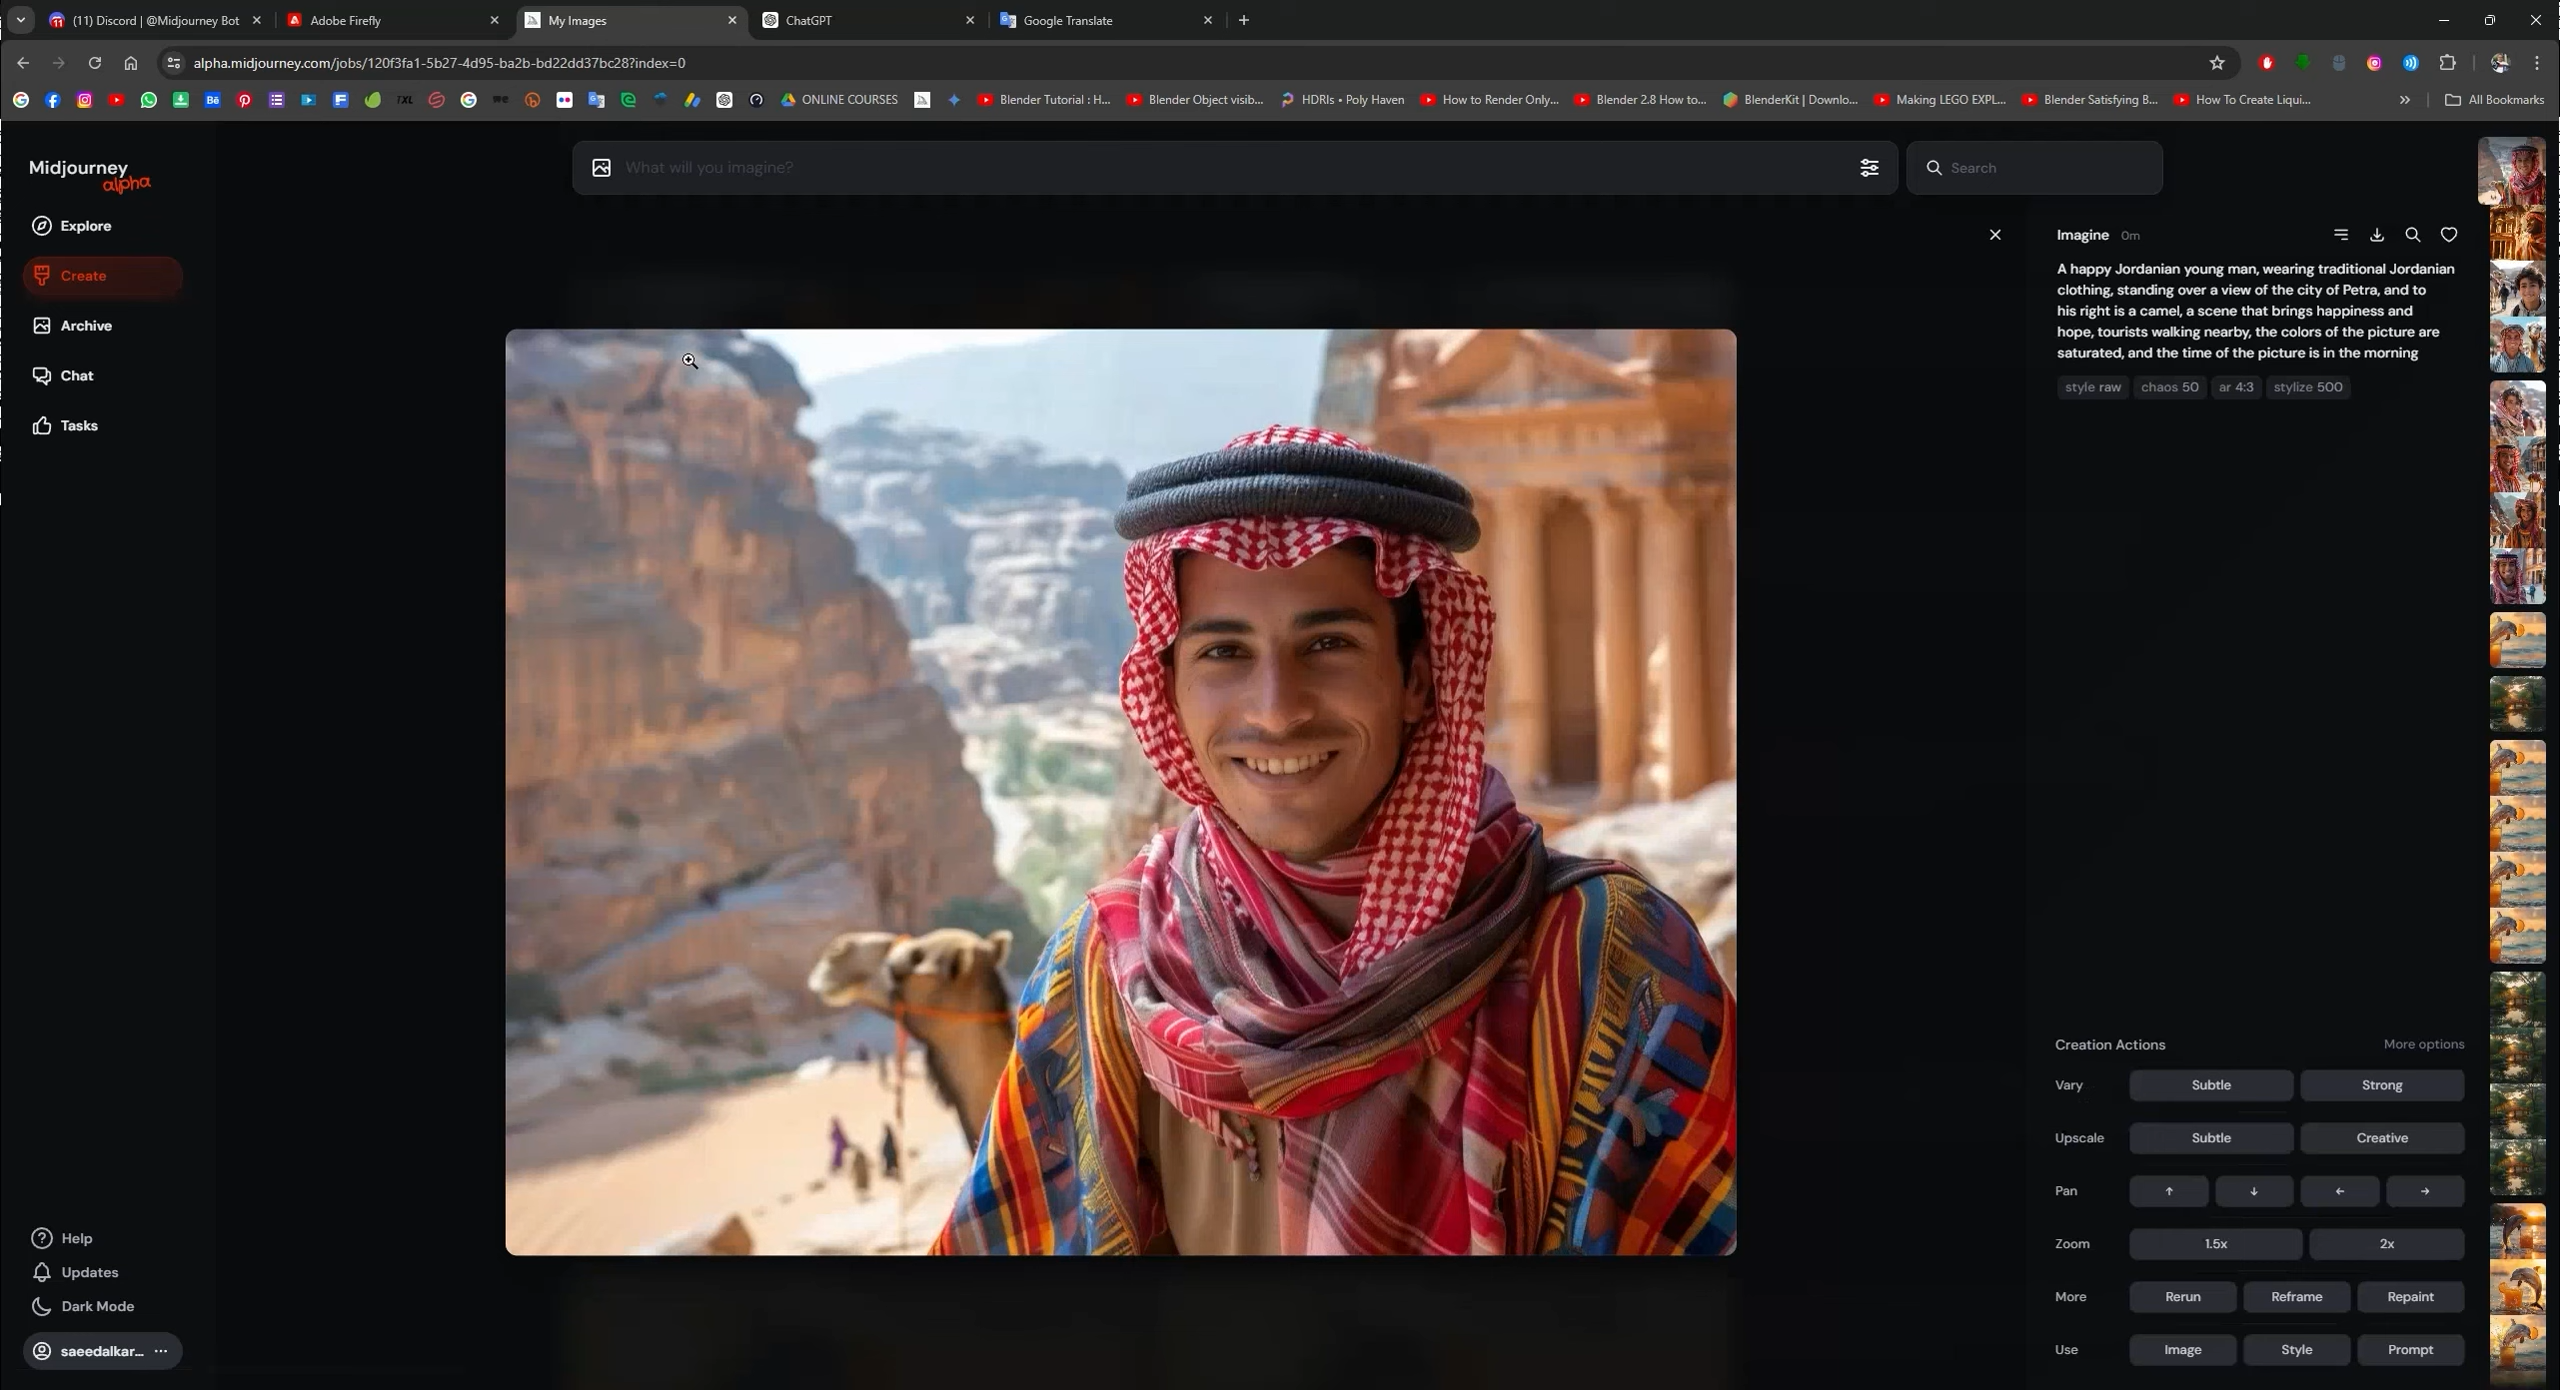 (11) Discord | @Midjourney Bot
Adobe Firefly
My Images
ChatGPT
Google Translate
alpha.midjourney.com/jobs/120f3fa1-5b27-4d95-ba2b-bd22dd37bc28?index=0
ONLINE COURSES
Blender Tutorial : H...
Blender Object visib...
HDRIs • Poly Haven
How to Render Only...
Blender 2.8 How to...
BlenderKit | Downlo...
Making LEGO EXPL...
Blender Satisfying B...
How To Create Liqui...
All Bookmarks
Midjourney
alpha
What will you imagine?
Search
Explore
Create
Archive
Chat
Tasks
Imagine 0m
A happy Jordanian young man, wearing traditional Jordanian
clothing, standing over a view of the city of Petra, and to
his right is a camel, a scene that brings happiness and
hope, tourists walking nearby, the colors of the picture are
saturated, and the time of the picture is in the morning
style raw chaos 50 ar 4:3 stylize 500
Creation Actions More options
Vary Subtle Strong
Upscale Subtle Creative
Pan ↑ ↓ ← →
Zoom 1.5x 2x
More Rerun Reframe Repaint
Use Image Style Prompt
Help
Updates
Dark Mode
saeedalkar... ...